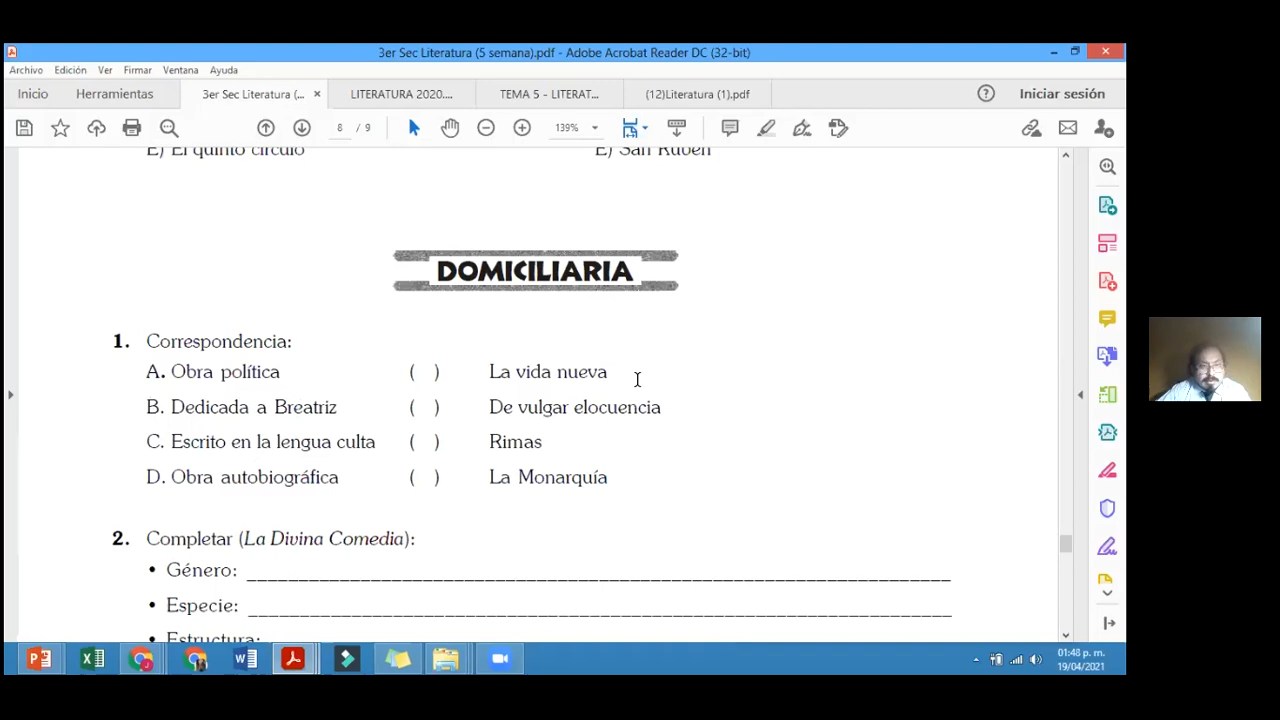 3er Sec Literatura (5 semana).pdf - Adobe Acrobat Reader DC (32-bit)
Archivo Edición Ver Firmar Ventana Ayuda
Inicio Herramientas 3er Sec Literatura (... × LITERATURA 2020.... TEMA 5 - LITERAT... (12)Literatura (1).pdf Iniciar sesión
8 / 9 139%
E) El quinto círculo E) San Rubén
DOMICILIARIA
1. Correspondencia:
A. Obra política ( ) La vida nueva
B. Dedicada a Breatriz ( ) De vulgar elocuencia
C. Escrito en la lengua culta ( ) Rimas
D. Obra autobiográfica ( ) La Monarquía
2. Completar (La Divina Comedia):
• Género: ____________________
• Especie: ____________________
• Estructura:
01:48 p. m.
19/04/2021